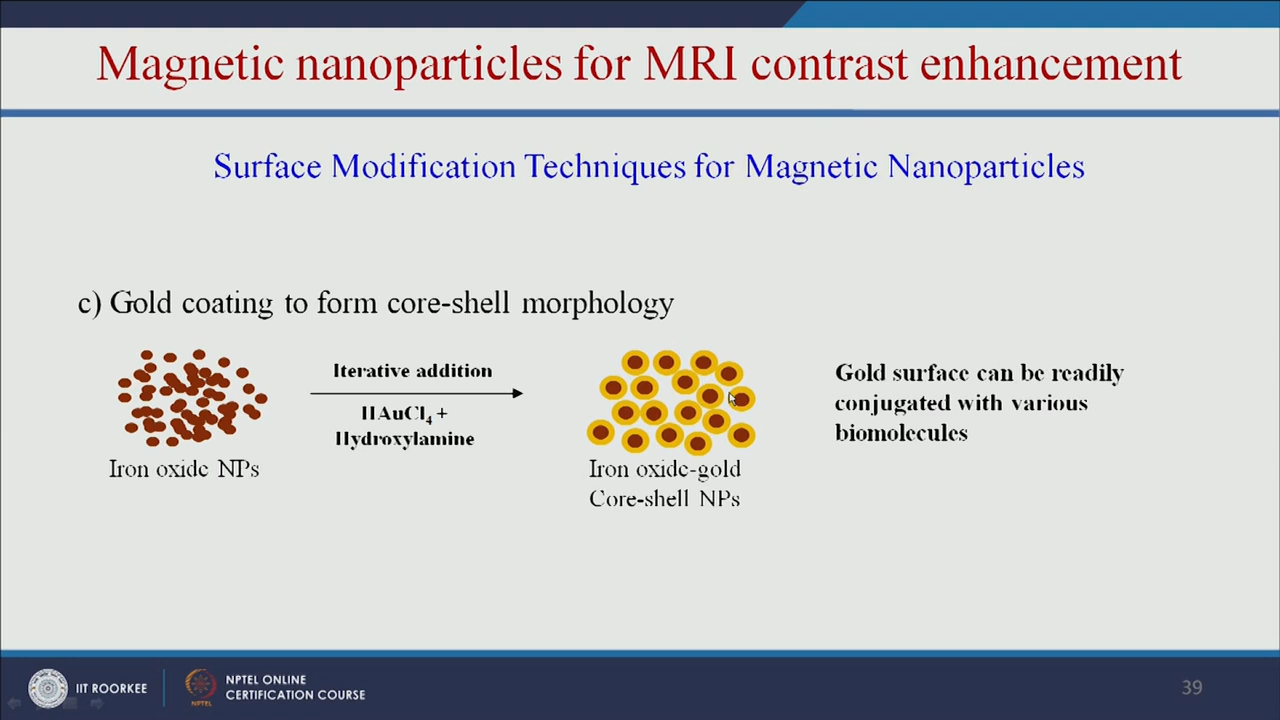 Magnetic nanoparticles for MRI contrast enhancement
Surface Modification Techniques for Magnetic Nanoparticles
c) Gold coating to form core-shell morphology
Iterative addition
HAuCl₄ +
Hydroxylamine
Iron oxide NPs
Iron oxide-gold
Core-shell NPs
Gold surface can be readily
conjugated with various
biomolecules
IIT ROORKEE
NPTEL
NPTEL ONLINE
CERTIFICATION COURSE
39